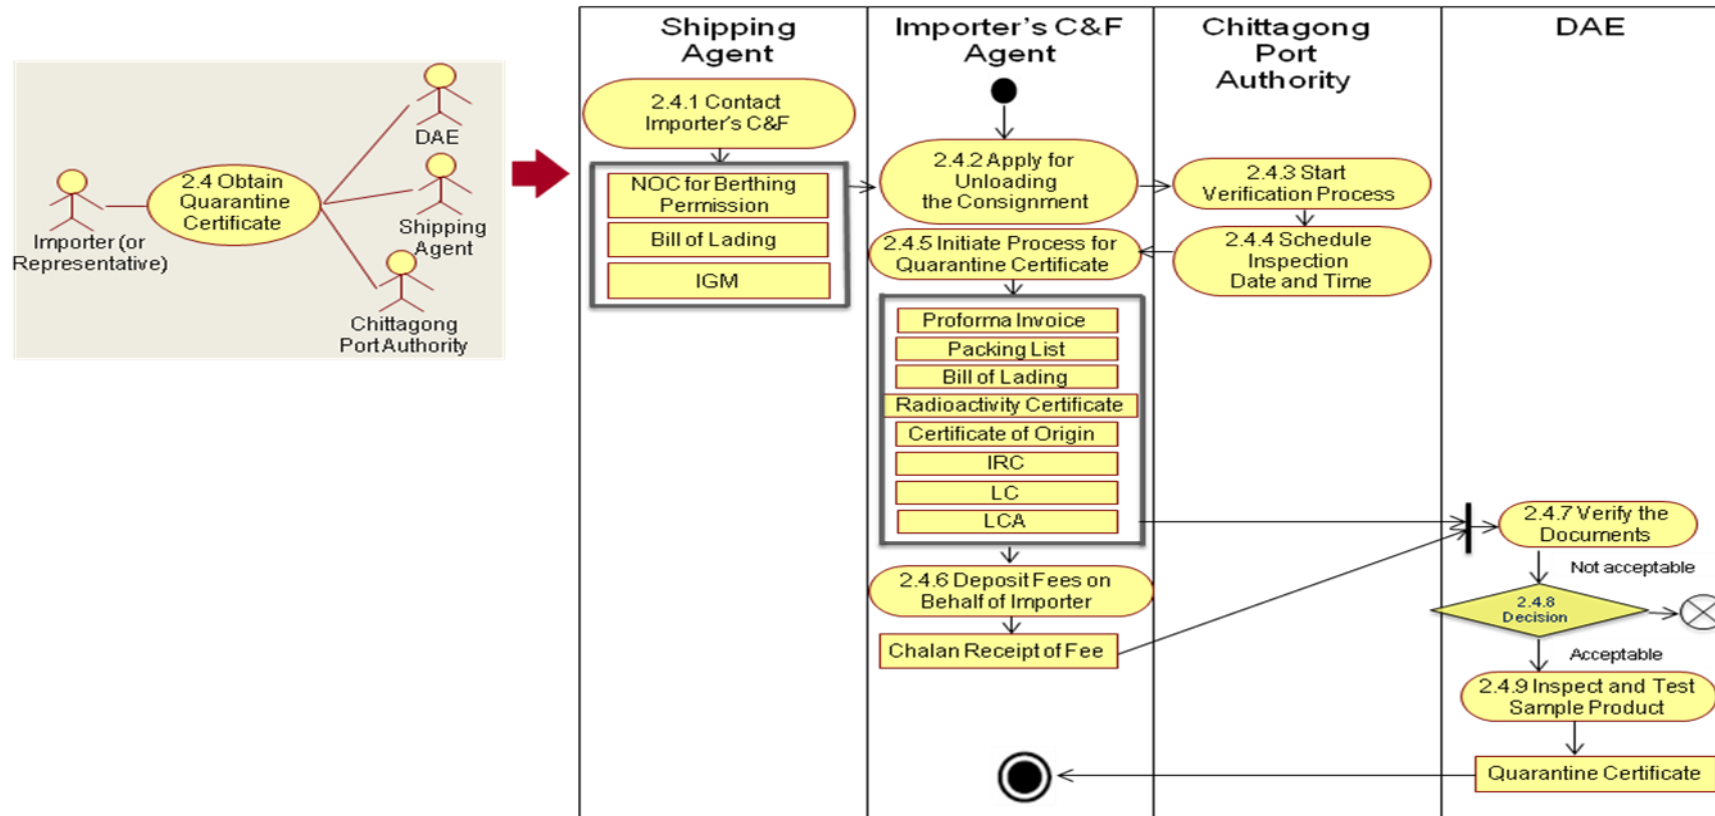 Shipping
Agent
Importer's C&F
Agent
Chittagong
Port
Authority
DAE
DAE
2.4 Obtain
Quarantine
Certificate
Importer (or
Representative)
Shipping
Agent
Chittagong
Port Authority
2.4.1 Contact
Importer's C&F
NOC for Berthing
Permission
Bill of Lading
IGM
2.4.2 Apply for
Unloading
the Consignment
2.4.3 Start
Verification Process
2.4.4 Schedule
Inspection
Date and Time
2.4.5 Initiate Process for
Quarantine Certificate
Proforma Invoice
Packing List
Bill of Lading
Radioactivity Certificate
Certificate of Origin
IRC
LC
LCA
2.4.6 Deposit Fees on
Behalf of Importer
Chalan Receipt of Fee
2.4.7 Verify the
Documents
Not acceptable
2.4.8
Decision
Acceptable
2.4.9 Inspect and Test
Sample Product
Quarantine Certificate